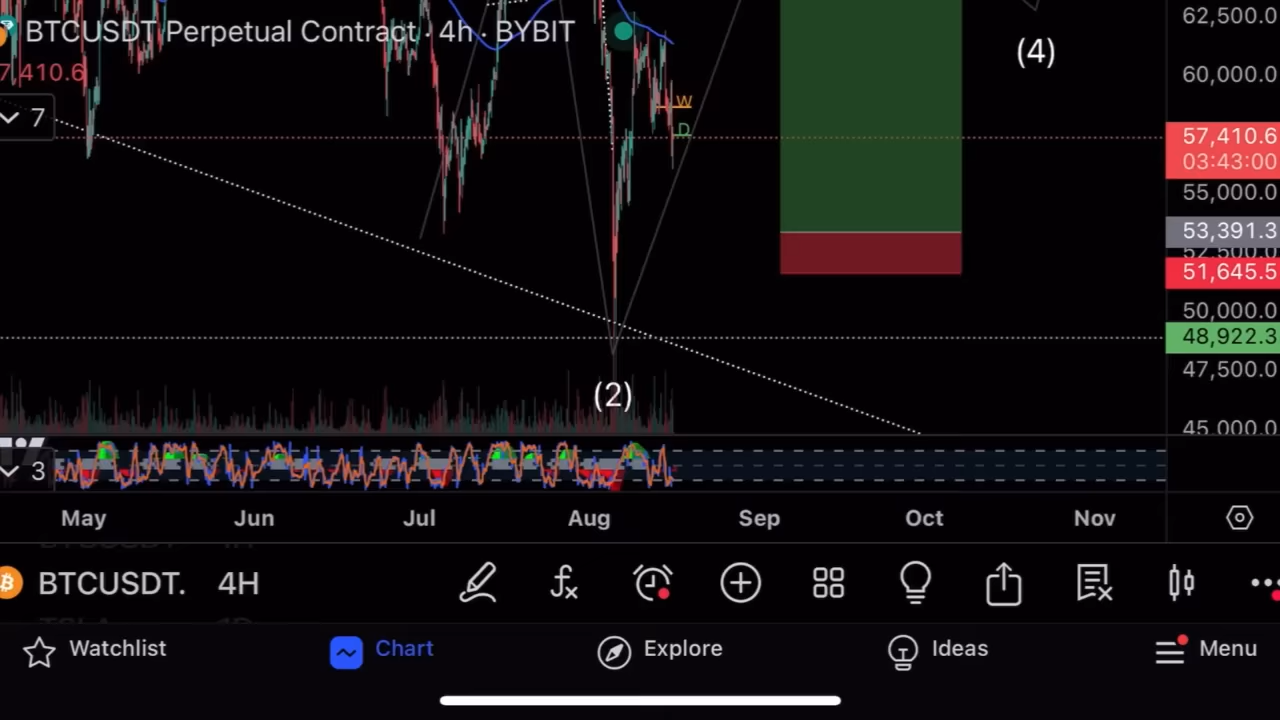 62,500.0
BTCUSDT Perpetual Contract · 4h · BYBIT
(4)
7,410.6
60,000.0
W
7
D
57,410.6
03:43:00
55,000.0
53,391.3
52,500.0
51,645.5
50,000.0
48,922.3
47,500.0
(2)
45,000.0
3
May Jun Jul Aug Sep Oct Nov
BTCUSDT. 4H
Watchlist Chart Explore Ideas Menu